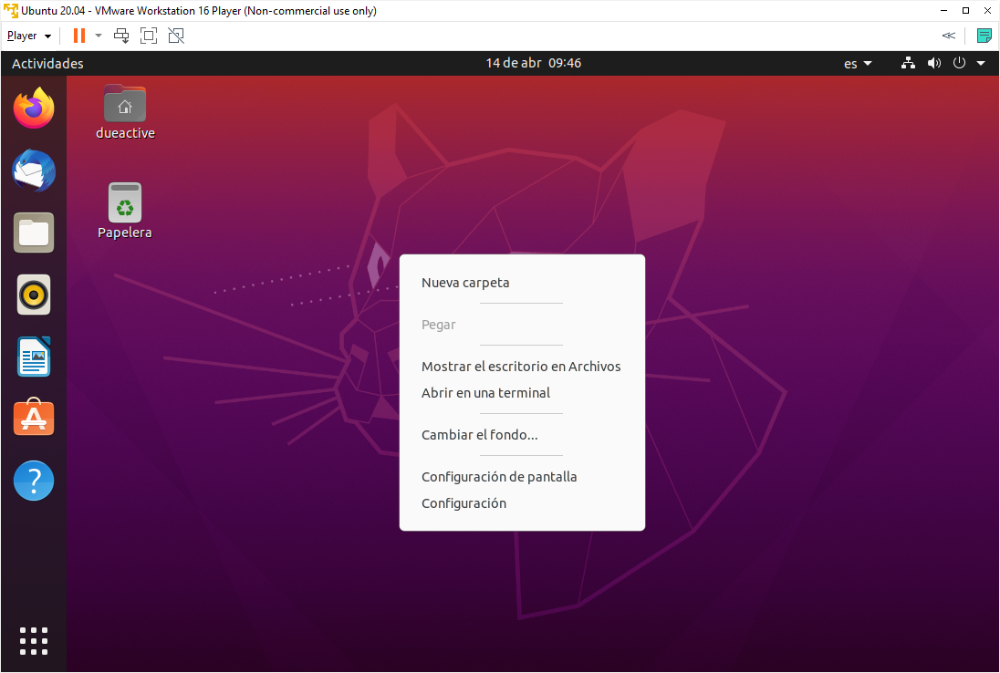 Ubuntu 20.04 - VMware Workstation 16 Player (Non-commercial use only)
Player
Actividades
14 de abr 09:46
es
dueactive
Papelera
Nueva carpeta
Pegar
Mostrar el escritorio en Archivos
Abrir en una terminal
Cambiar el fondo...
Configuración de pantalla
Configuración